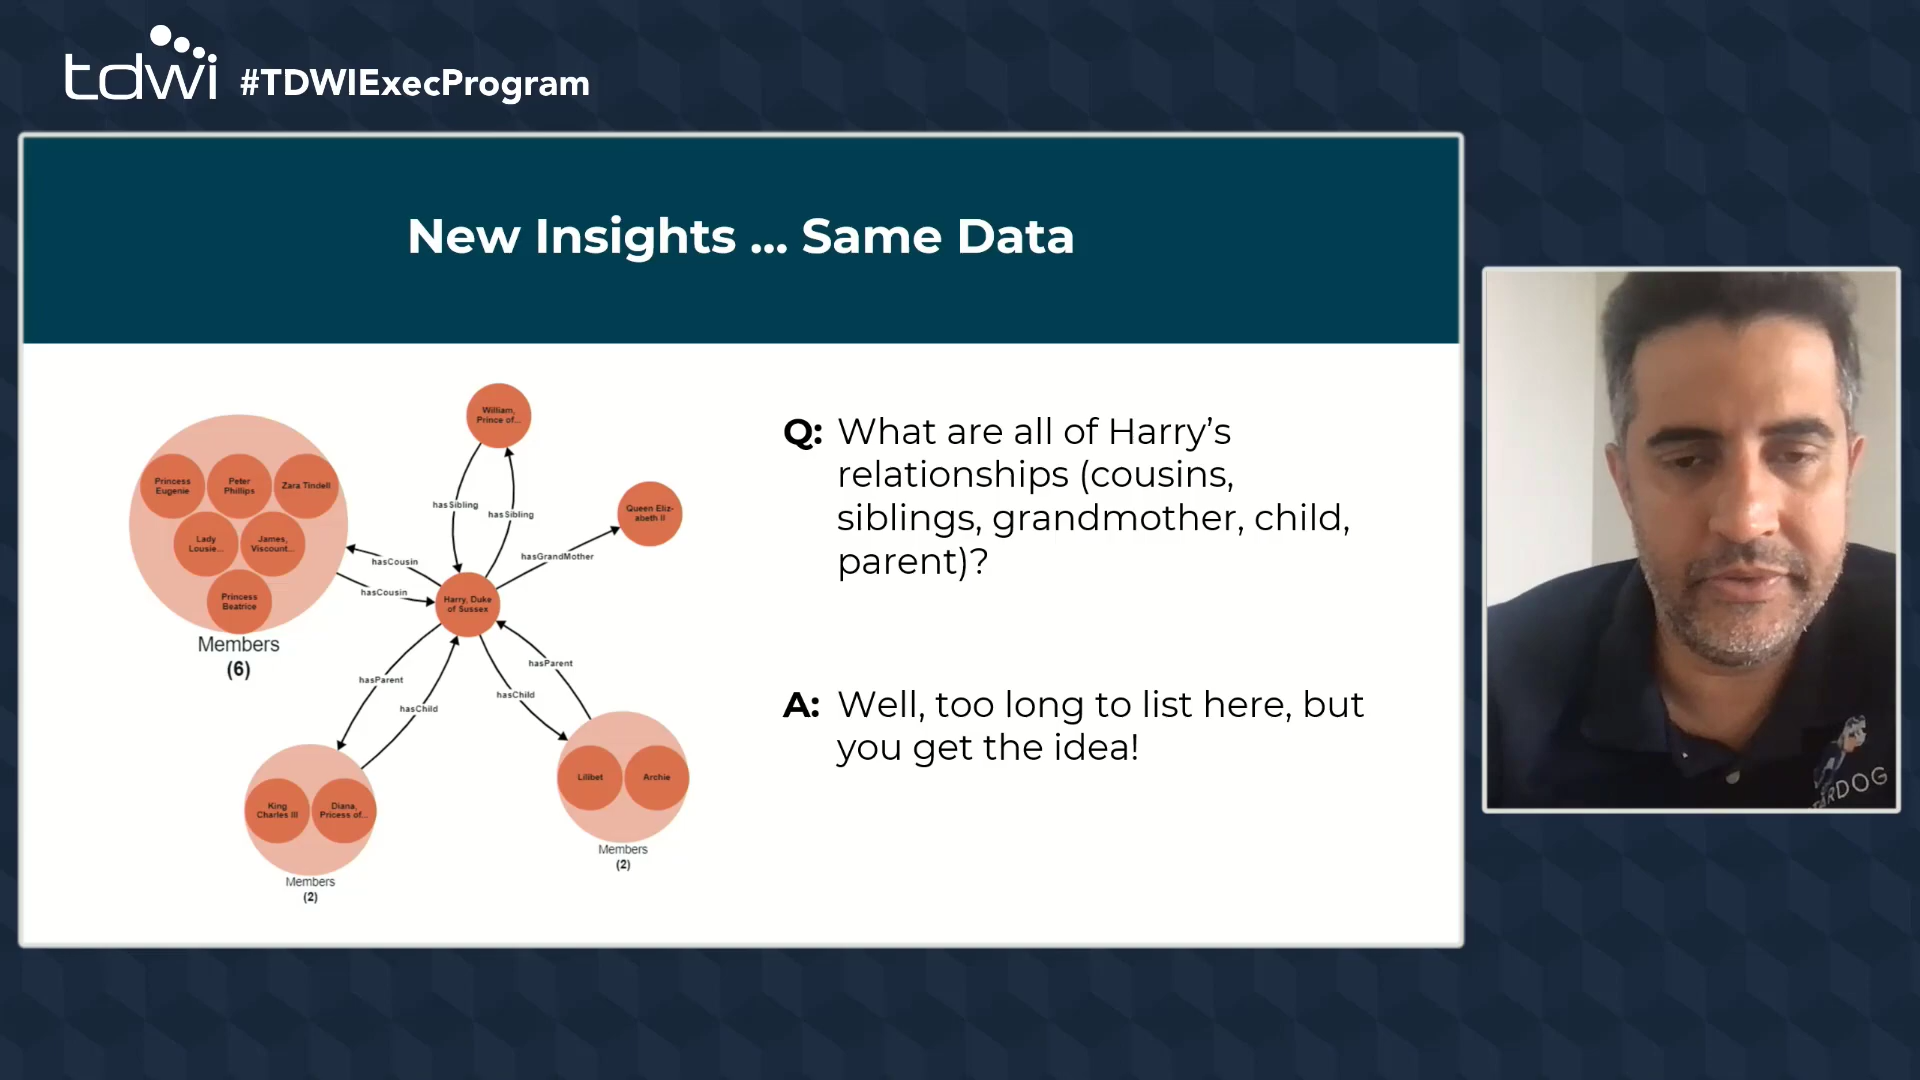 tdwi #TDWIExecProgram
New Insights ... Same Data
William,
Prince of...
Princess
Eugenie
Peter
Phillips
Zara Tindell
Lady
Lousie...
James,
Viscount...
Princess
Beatrice
Members
(6)
hasSibling
hasSibling
Queen Eliz-
abeth II
hasGrandMother
hasCousin
hasCousin
Harry, Duke
of Sussex
hasParent
hasChild
hasParent
hasChild
King
Charles III
Diana,
Pricess of...
Members
(2)
Lilibet
Archie
Members
(2)
Q: What are all of Harry’s
relationships (cousins,
siblings, grandmother, child,
parent)?
A: Well, too long to list here, but
you get the idea!